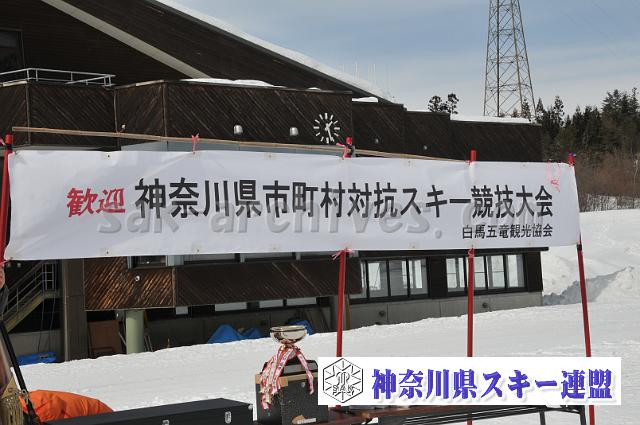 歓迎 神奈川県市町村対抗スキー競技大会
白馬五竜観光協会
神奈川県スキー連盟